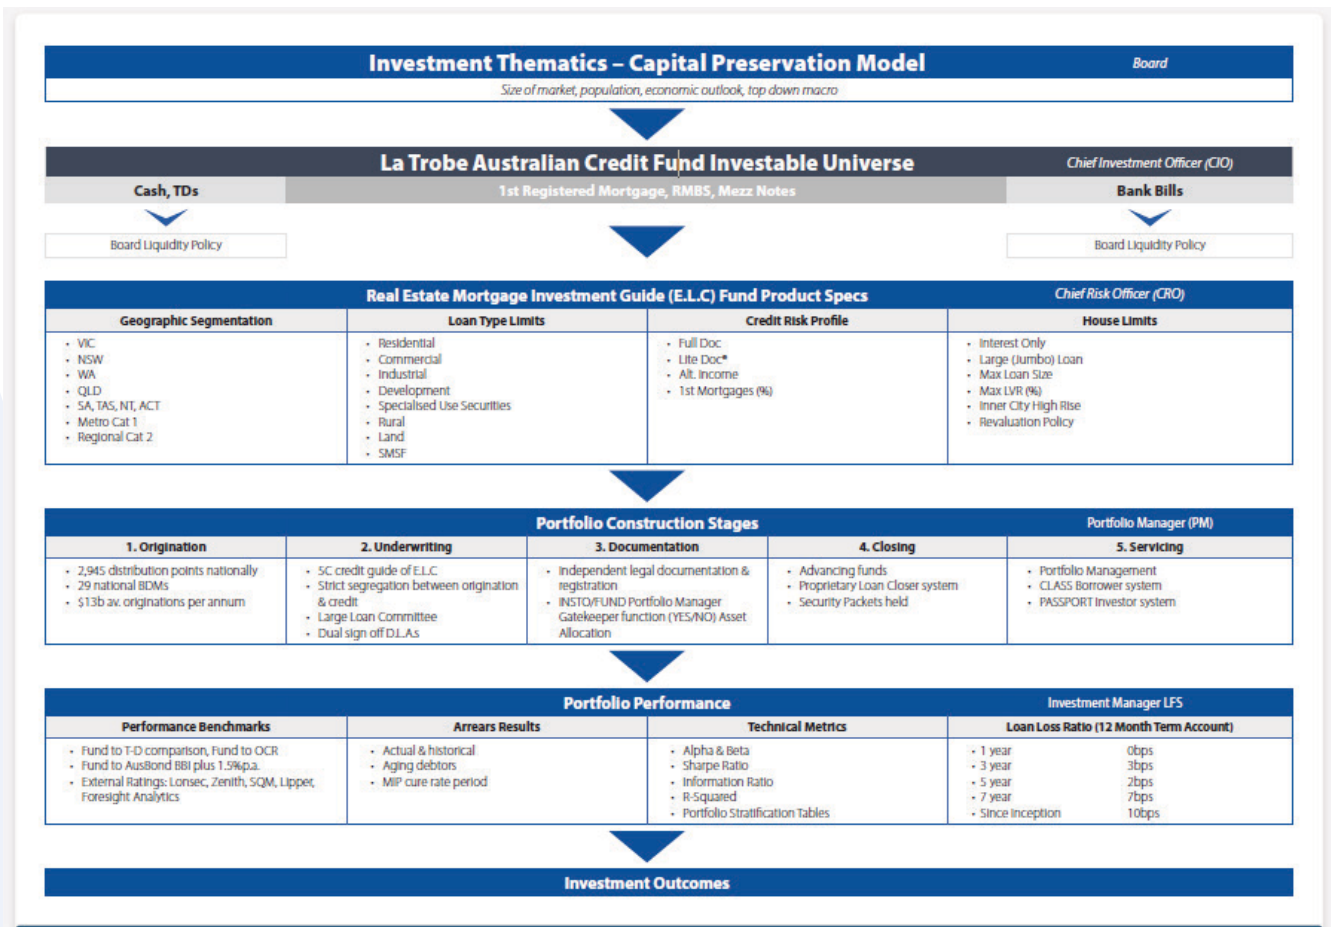 Investment Thematics – Capital Preservation Model
Board
Size of market, population, economic outlook, top down macro
La Trobe Australian Credit Fund Investable Universe
Chief Investment Officer (CIO)
Cash, TDs
1st Registered Mortgage, RMBS, Mezz Notes
Bank Bills
Board Liquidity Policy
Board Liquidity Policy
Real Estate Mortgage Investment Guide (E.L.C) Fund Product Specs
Chief Risk Officer (CRO)
Geographic Segmentation
• VIC
• NSW
• WA
• QLD
• SA, TAS, NT, ACT
• Metro Cat 1
• Regional Cat 2
Loan Type Limits
• Residential
• Commercial
• Industrial
• Development
• Specialised Use Securities
• Rural
• Land
• SMSF
Credit Risk Profile
• Full Doc
• Lite Doc®
• Alt. Income
• 1st Mortgages (%)
House Limits
• Interest Only
• Large (Jumbo) Loan
• Max Loan Size
• Max LVR (%)
• Inner City High Rise
• Revaluation Policy
Portfolio Construction Stages
Portfolio Manager (PM)
1. Origination
• 2,945 distribution points nationally
• 29 national BDMs
• $13b av. originations per annum
2. Underwriting
• SC credit guide of E.L.C
• Strict segregation between origination
& credit
• Large Loan Committee
• Dual sign off D.L.A.s
3. Documentation
• Independent legal documentation &
registration
• INSTO/FUND Portfolio Manager
Gatekeeper function (YES/NO) Asset
Allocation
4. Closing
• Advancing funds
• Proprietary Loan Closer system
• Security Packets held
5. Servicing
• Portfolio Management
• CLASS Borrower system
• PASSPORT Investor system
Portfolio Performance
Investment Manager LFS
Performance Benchmarks
• Fund to T-D comparison, Fund to OCR
• Fund to AusBond BBI plus 1.5%p.a.
• External Ratings: Lonsec, Zenith, SQM, Lipper,
Foresight Analytics
Arrears Results
• Actual & historical
• Aging debtors
• MIP cure rate period
Technical Metrics
• Alpha & Beta
• Sharpe Ratio
• Information Ratio
• R-Squared
• Portfolio Stratification Tables
Loan Loss Ratio (12 Month Term Account)
• 1 year 0bps
• 3 year 3bps
• 5 year 2bps
• 7 year 7bps
• Since Inception 10bps
Investment Outcomes